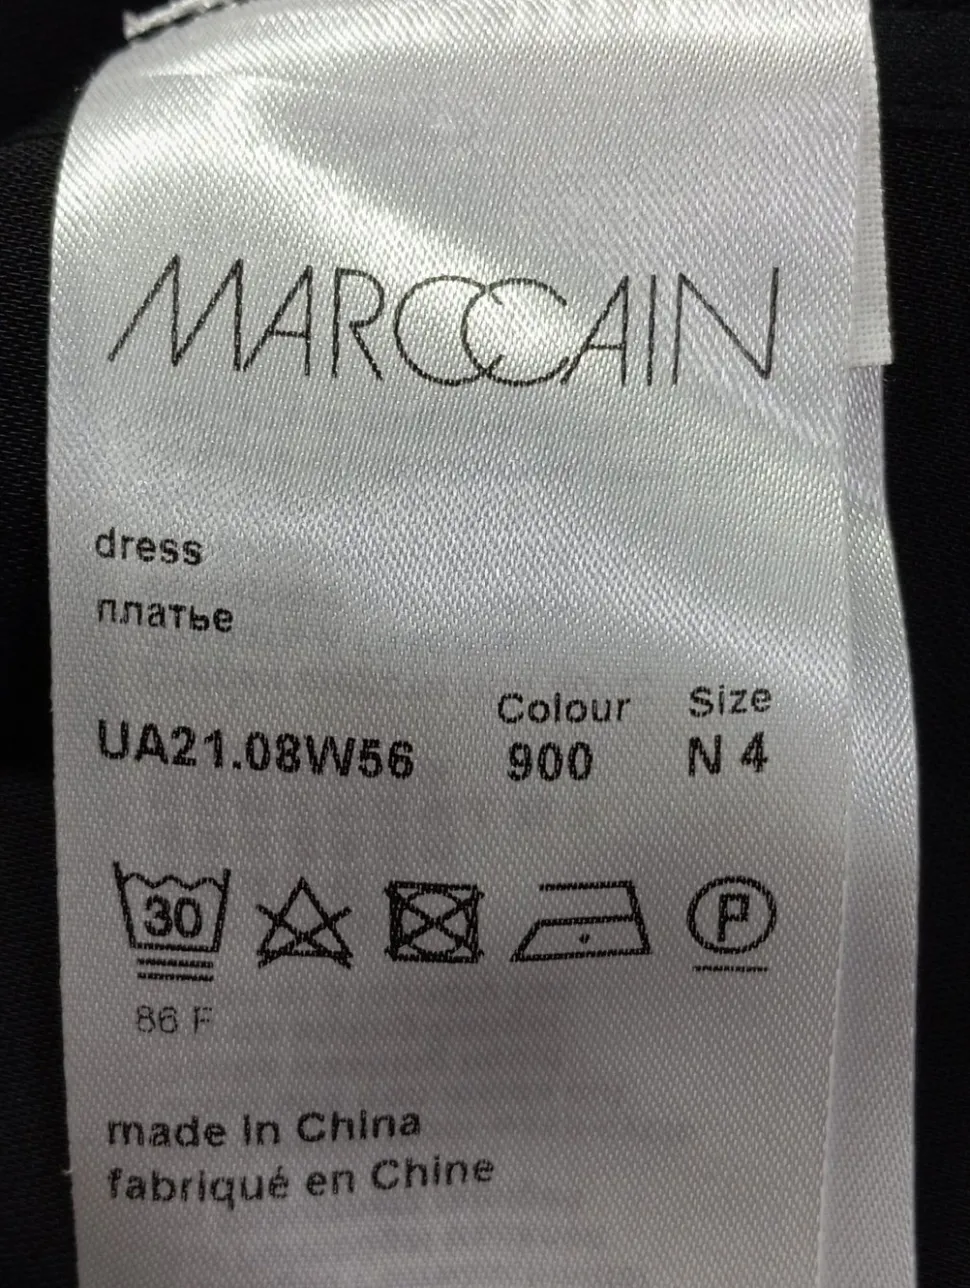 MARCCAIN
dress
платье
Colour Size
UA21.08W56 900 N 4
30 P
86 F
made in China
fabriqué en Chine